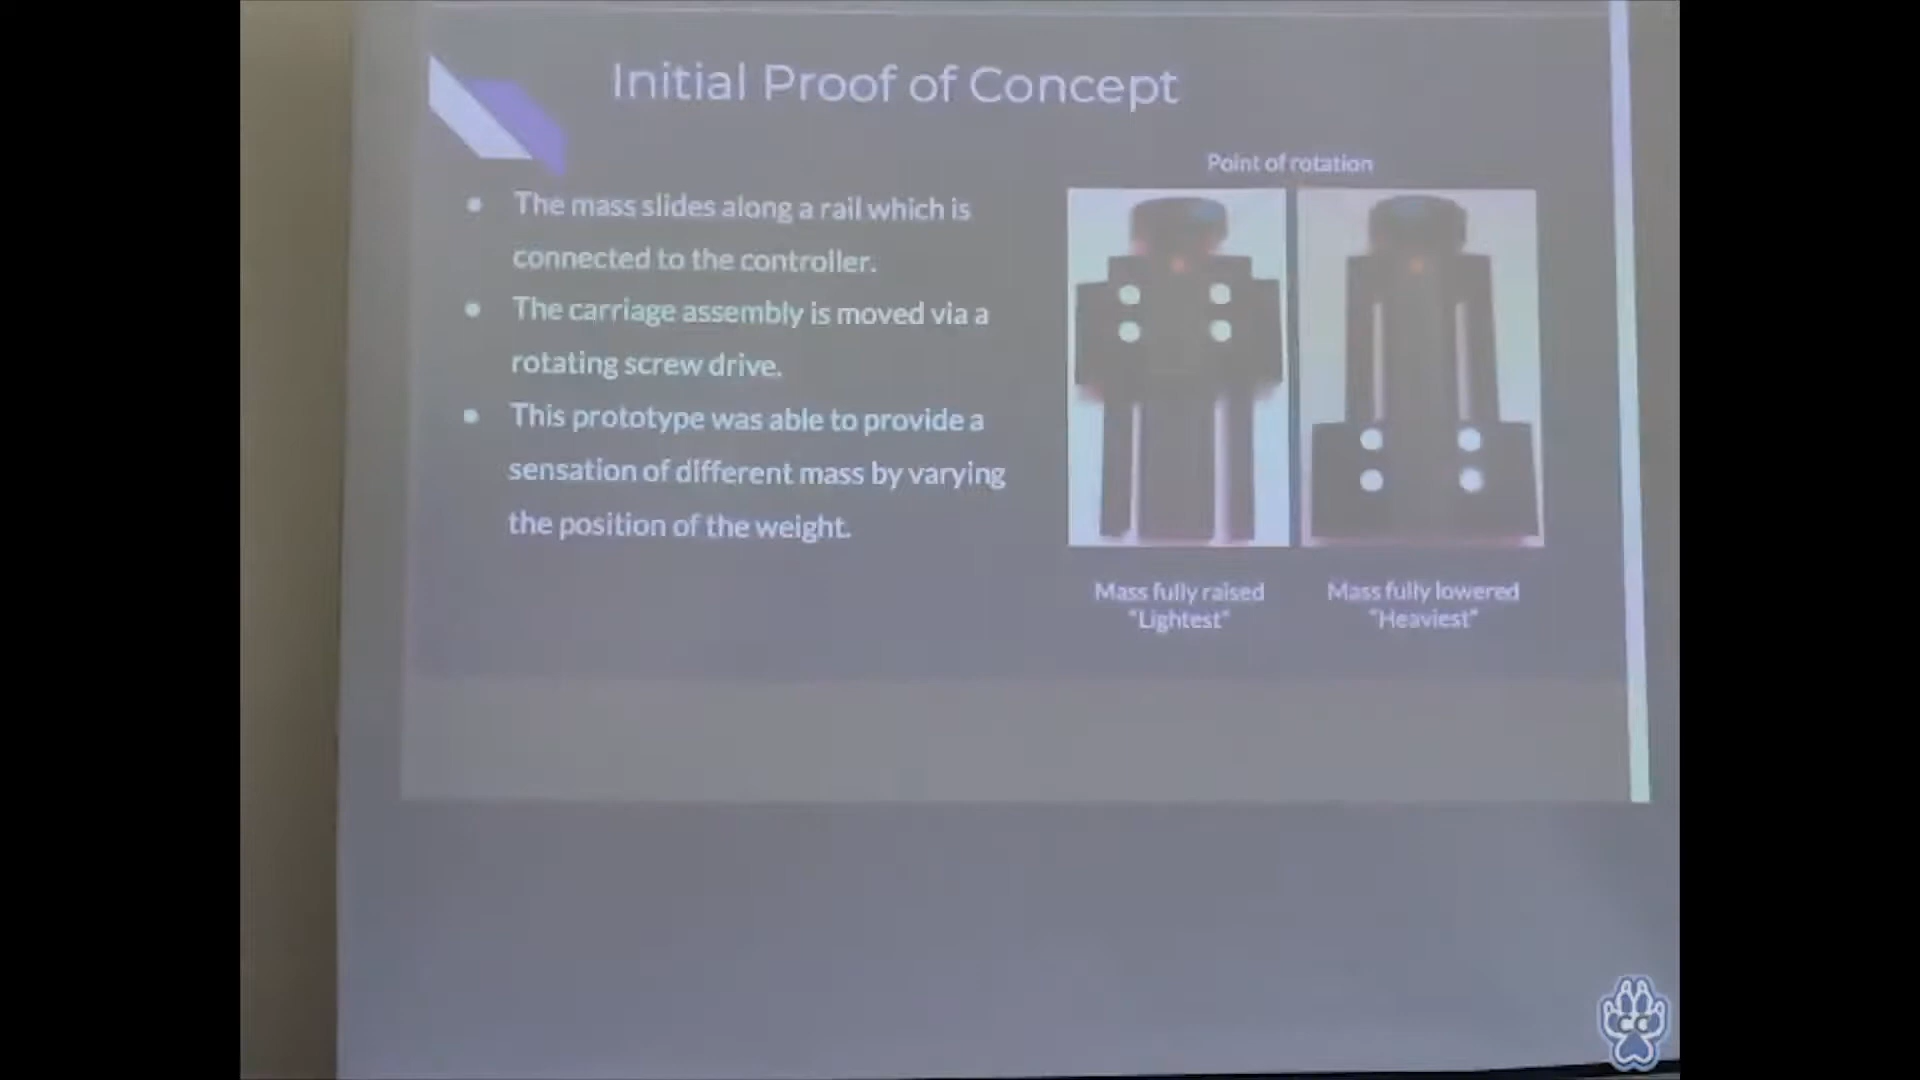 Initial Proof of Concept
Point of rotation
The mass slides along a rail which is
connected to the controller.
The carriage assembly is moved via a
rotating screw drive.
This prototype was able to provide a
sensation of different mass by varying
the position of the weight.
Mass fully raised
"Lightest"
Mass fully lowered
"Heaviest"
CC